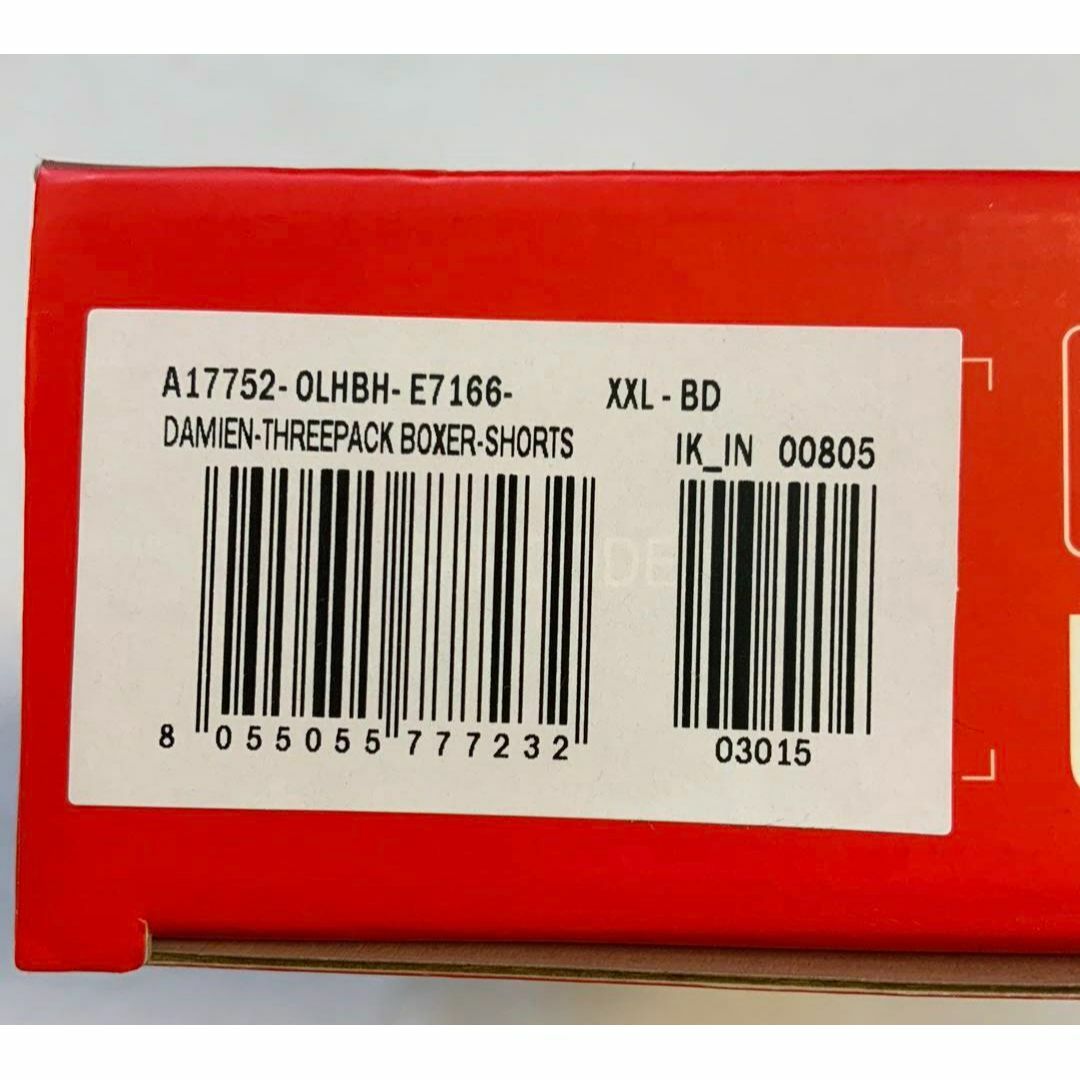 A17752-0LHBH-E7166- XXL-BD
DAMIEN-THREEPACK BOXER-SHORTS
IK_IN 00805
8 055055 777232
03015